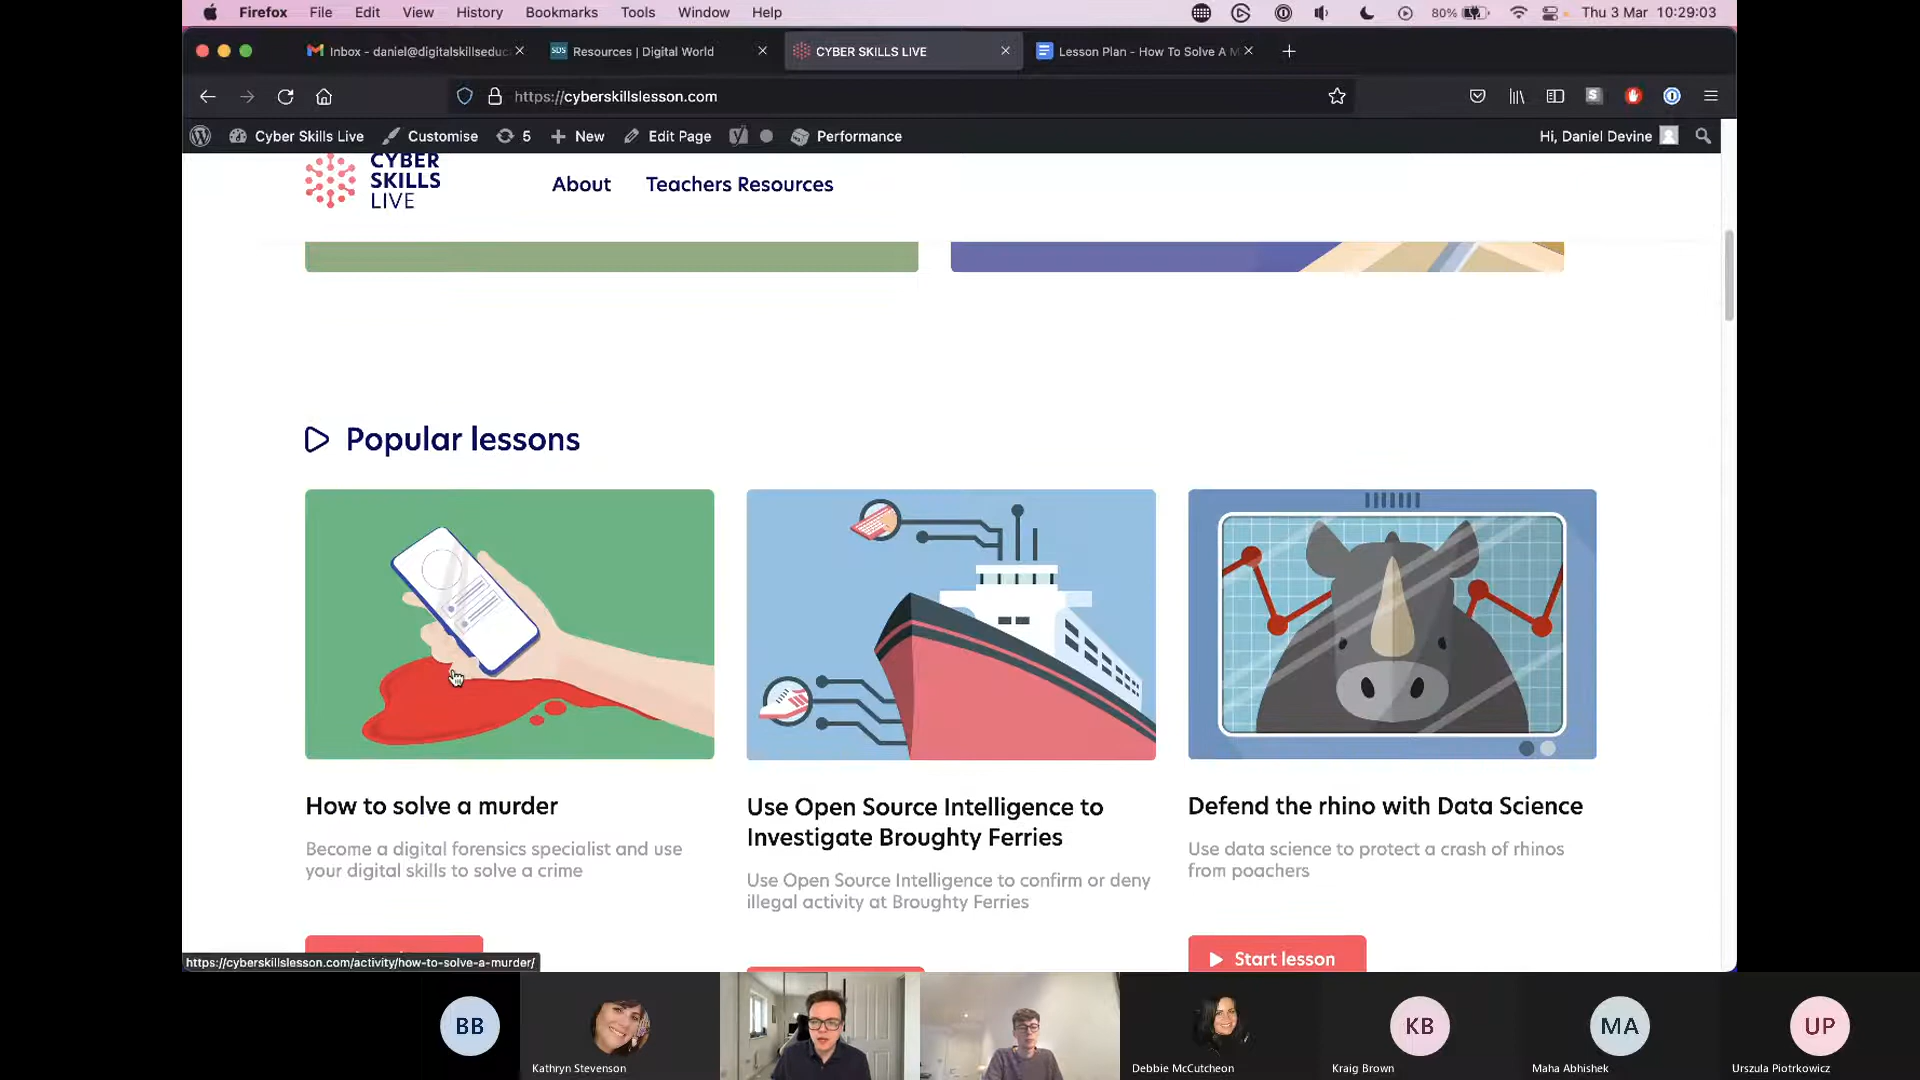 Firefox File Edit View History Bookmarks Tools Window Help 80% Thu 3 Mar 10:29:03
Inbox - daniel@digitalskillseduc SDS Resources | Digital World CYBER SKILLS LIVE Lesson Plan - How To Solve A M
https://cyberskillslesson.com
Cyber Skills Live Customise 5 New Edit Page Performance Hi, Daniel Devine
CYBER
SKILLS
LIVE
About Teachers Resources
Popular lessons
How to solve a murder
Become a digital forensics specialist and use
your digital skills to solve a crime
Use Open Source Intelligence to
Investigate Broughty Ferries
Use Open Source Intelligence to confirm or deny
illegal activity at Broughty Ferries
Defend the rhino with Data Science
Use data science to protect a crash of rhinos
from poachers
Start lesson
https://cyberskillslesson.com/activity/how-to-solve-a-murder/
BB
Kathryn Stevenson
Debbie McCutcheon
KB
Kraig Brown
MA
Maha Abhishek
UP
Urszula Piotrkowicz